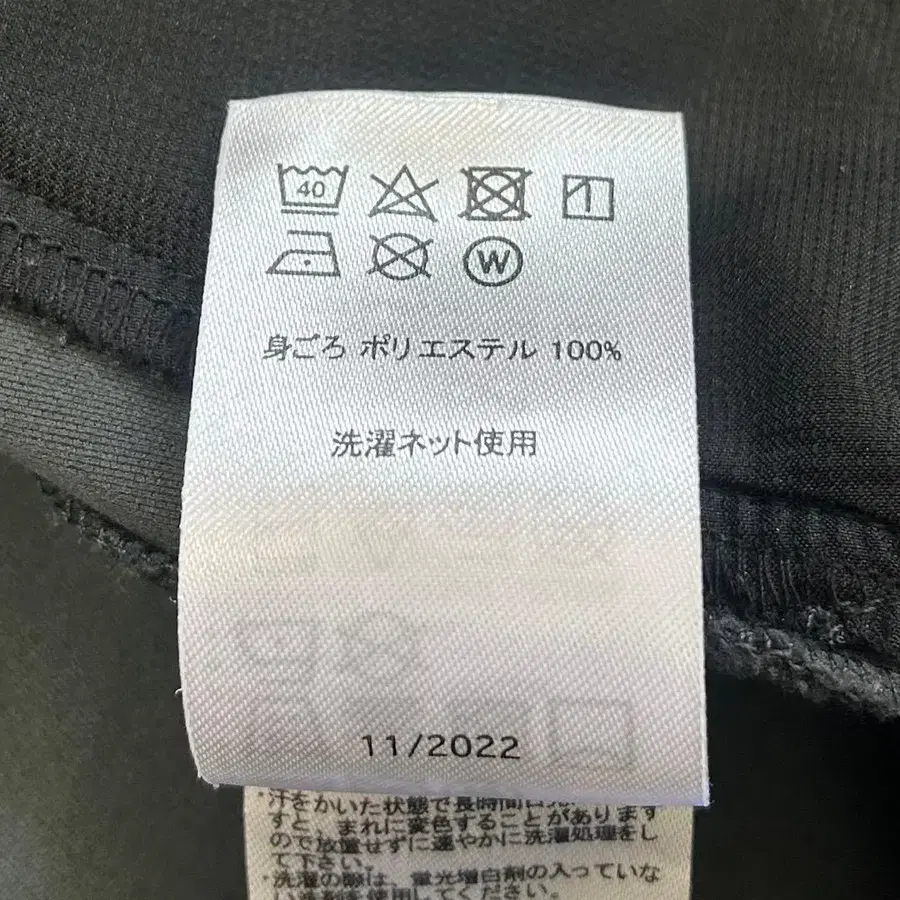 40
W
身ごろ ポリエステル 100%
洗濯ネット使用
11/2022
・汗をかいた状態で長時間
すと、まれに変色することがあります
ので放置せずに速やかに洗濯処理をし
て下さい。
・洗濯の際は、蛍光増白剤の入っていな
い洗剤を使用してください。